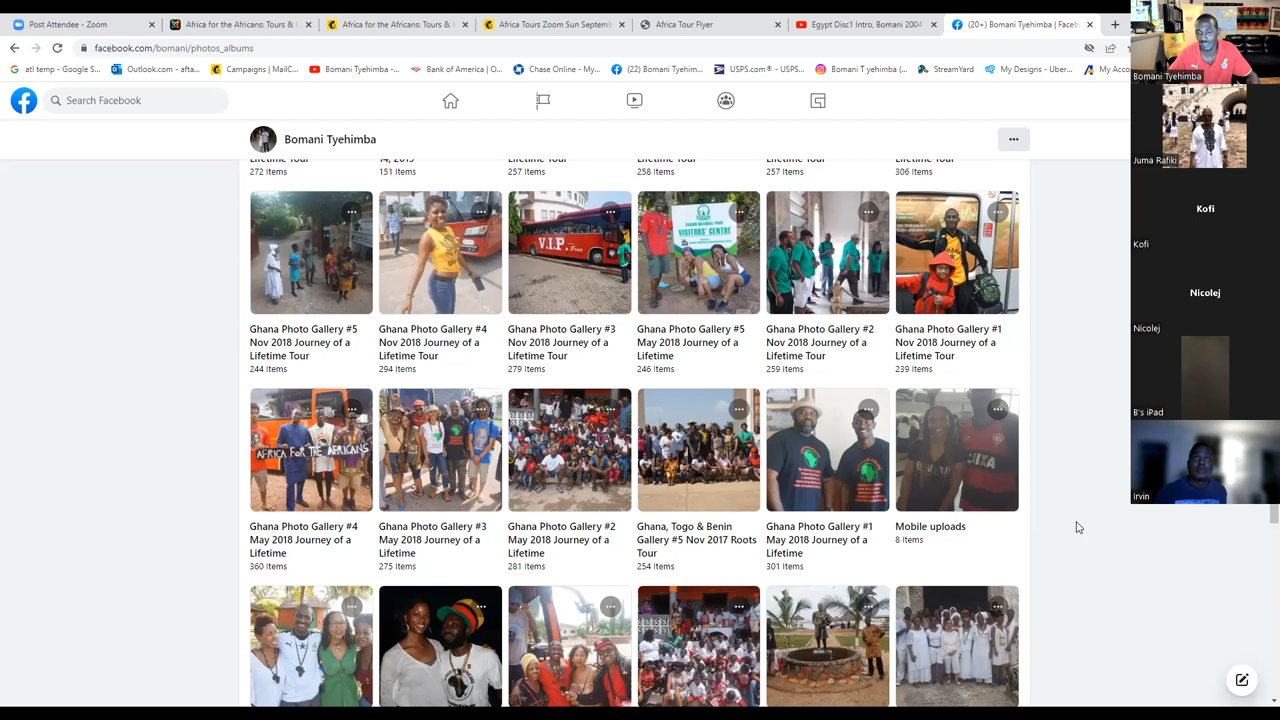 Post Attendee - Zoom
Africa for the Africans: Tours & N
Africa for the Africans: Tours & N
Africa Tours
Africa Tour Flyer
Egypt Disc1 Intro, Bomani 2004
(20+) Bomani Tyehimba | Faceb
facebook.com/bomani/photos_albums
atl temp - Google S...
Outlook.com - afta...
Campaigns | MailC...
Bomani Tyehimba -...
Bank of America | O...
Chase Online - My...
(22) Bomani Tyehim...
USPS.com® - USPS...
Bomani T yehimba (...
StreamYard
My Designs - Uber...
My Accou
Search Facebook
Bomani Tyehimba
Lifetime Tour
14, 2019
Lifetime Tour
Lifetime Tour
Lifetime Tour
Lifetime Tour
272 Items
151 Items
257 Items
258 Items
257 Items
306 Items
V.I.P.
VISITORS' CENTRE
Ghana Photo Gallery #5
Nov 2018 Journey of a
Lifetime Tour
244 Items
Ghana Photo Gallery #4
Nov 2018 Journey of a
Lifetime Tour
294 Items
Ghana Photo Gallery #3
Nov 2018 Journey of a
Lifetime Tour
279 Items
Ghana Photo Gallery #5
May 2018 Journey of a
Lifetime
246 Items
Ghana Photo Gallery #2
Nov 2018 Journey of a
Lifetime Tour
259 Items
Ghana Photo Gallery #1
Nov 2018 Journey of a
Lifetime Tour
239 Items
AFRICA FOR THE AFRICANS
Ghana Photo Gallery #4
May 2018 Journey of a
Lifetime
360 Items
Ghana Photo Gallery #3
May 2018 Journey of a
Lifetime
275 Items
Ghana Photo Gallery #2
May 2018 Journey of a
Lifetime
281 Items
Ghana, Togo & Benin
Gallery #5 Nov 2017 Roots
Tour
254 Items
Ghana Photo Gallery #1
May 2018 Journey of a
Lifetime
301 Items
Mobile uploads
8 Items
Bomani Tyehimba
Juma Rafiki
Kofi
Kofi
Nicolej
Nicolej
B's iPad
Irvin